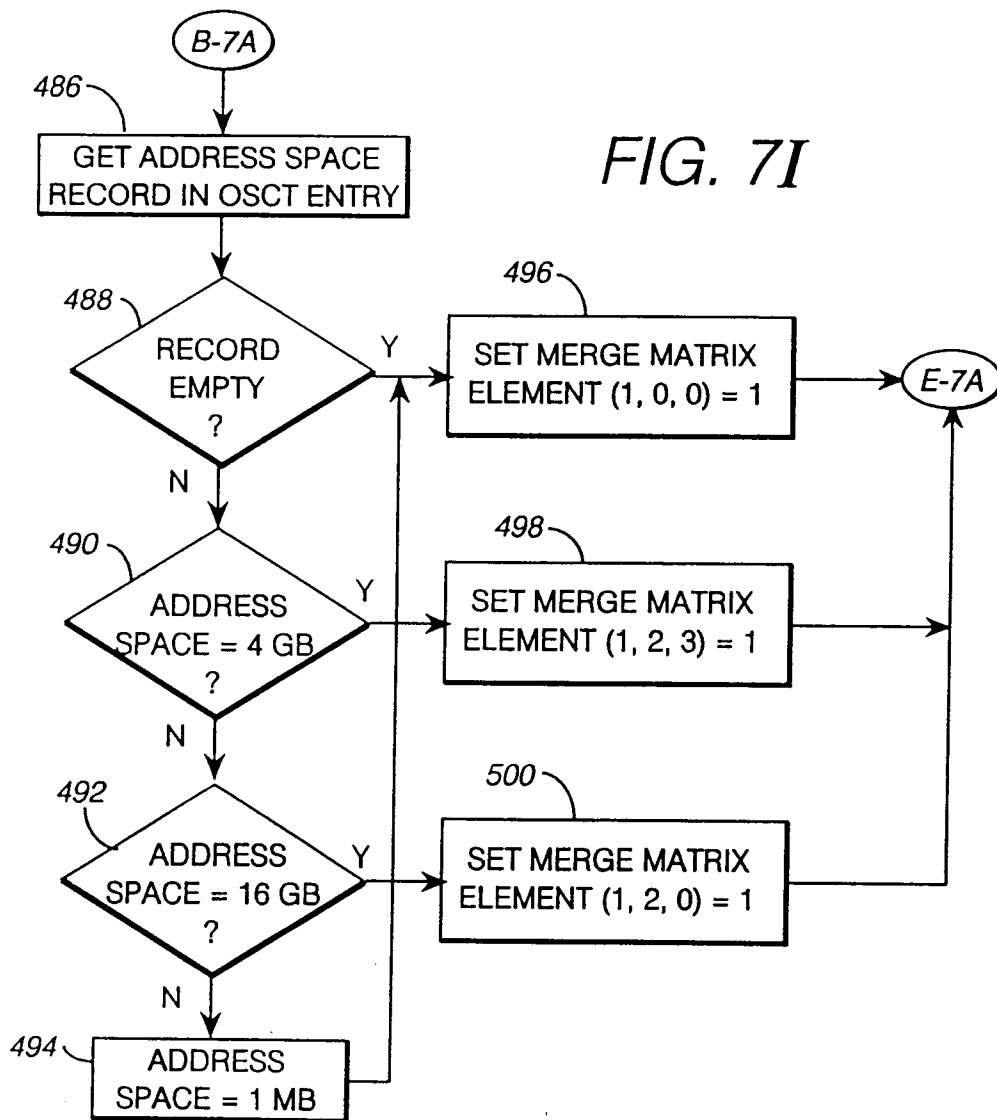 B-7A
486
GET ADDRESS SPACE
RECORD IN OSCT ENTRY
FIG. 7I
488
RECORD
EMPTY
?
Y
N
496
SET MERGE MATRIX
ELEMENT (1, 0, 0) = 1
E-7A
490
ADDRESS
SPACE = 4 GB
?
Y
N
498
SET MERGE MATRIX
ELEMENT (1, 2, 3) = 1
492
ADDRESS
SPACE = 16 GB
?
Y
N
500
SET MERGE MATRIX
ELEMENT (1, 2, 0) = 1
494
ADDRESS
SPACE = 1 MB